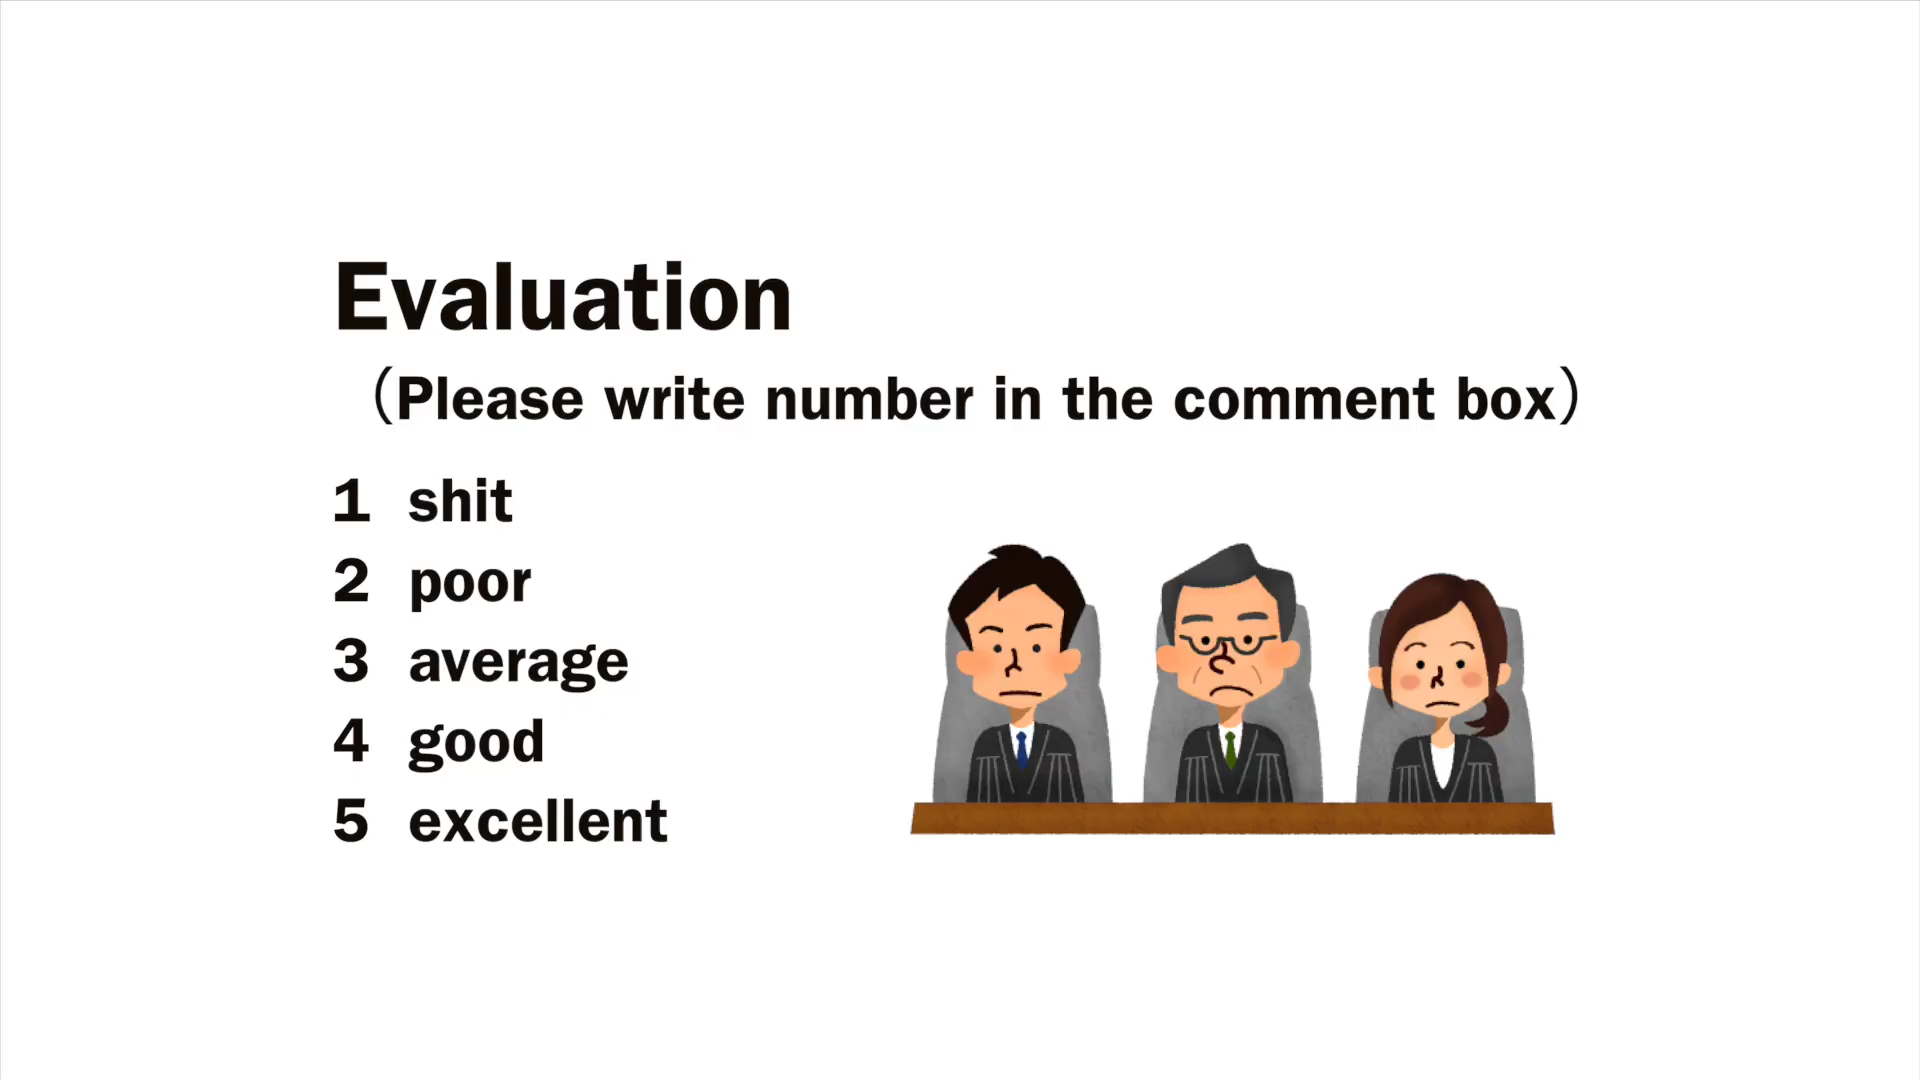 Evaluation
（Please write number in the comment box）
1 shit
2 poor
3 average
4 good
5 excellent